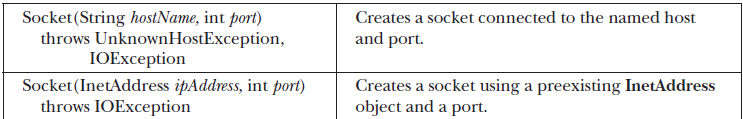 Socket(String hostName, int port)
throws UnknownHostException,
IOException
Creates a socket connected to the named host
and port.
Socket(InetAddress ipAddress, int port)
throws IOException
Creates a socket using a preexisting InetAddress
object and a port.